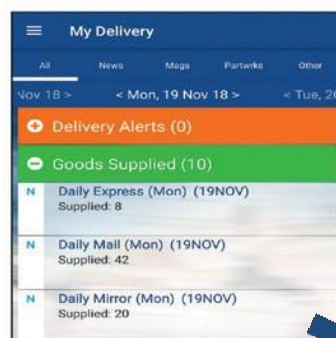 My Delivery
All News Mags Partwrks Other
Nov 18 > < Mon, 19 Nov 18 > < Tue, 20
Delivery Alerts (0)
Goods Supplied (10)
N Daily Express (Mon) (19NOV)
Supplied: 8
N Daily Mail (Mon) (19NOV)
Supplied: 42
N Daily Mirror (Mon) (19NOV)
Supplied: 20